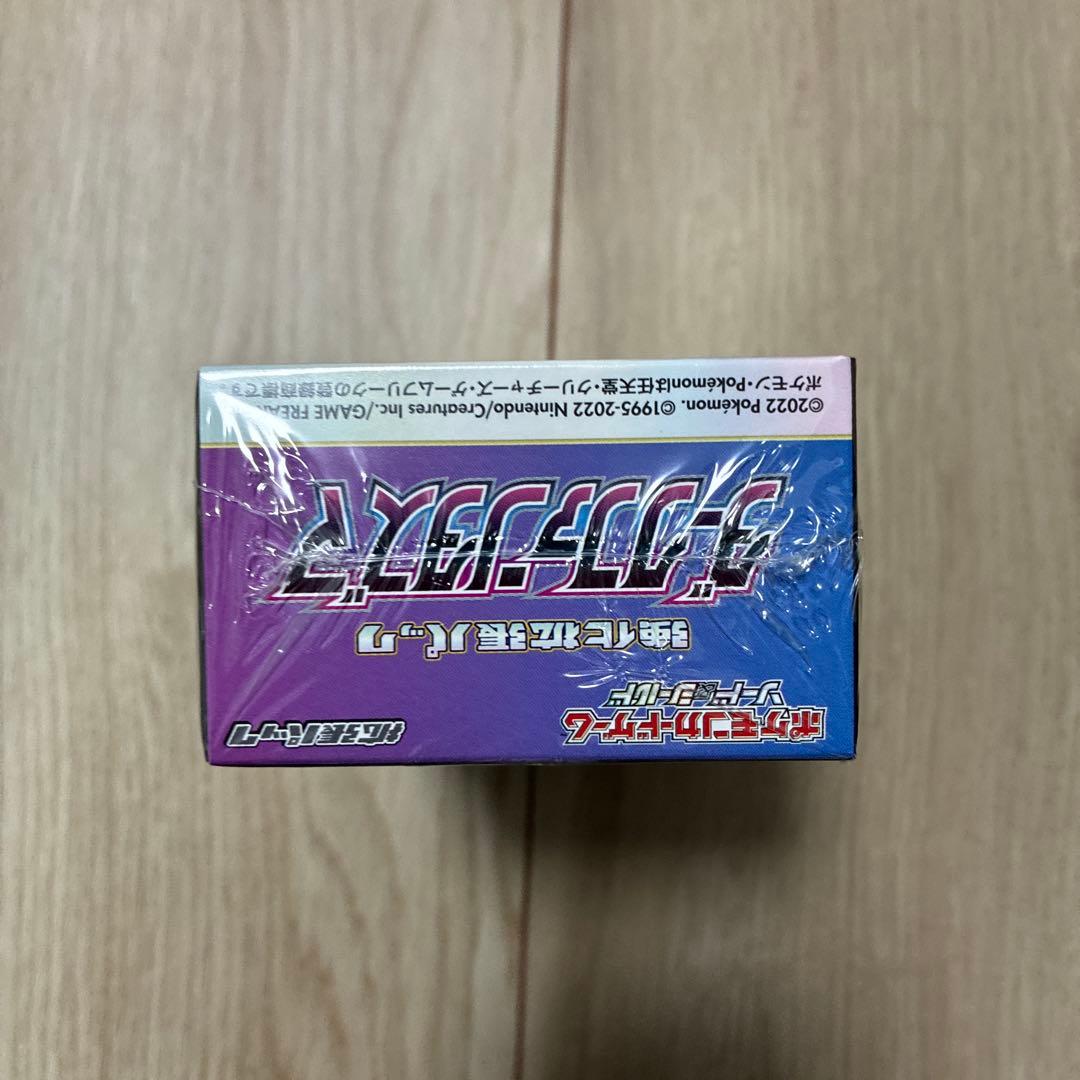 ポケモンカードゲーム
ソード&シールド
拡張パック
強化拡張パック
ダークファンタズマ
©2022 Pokémon. ©1995-2022 Nintendo/Creatures Inc./GAME FREAK
ポケモン・Pokémonは任天堂・クリーチャーズ・ゲームフリークの登録商標です。